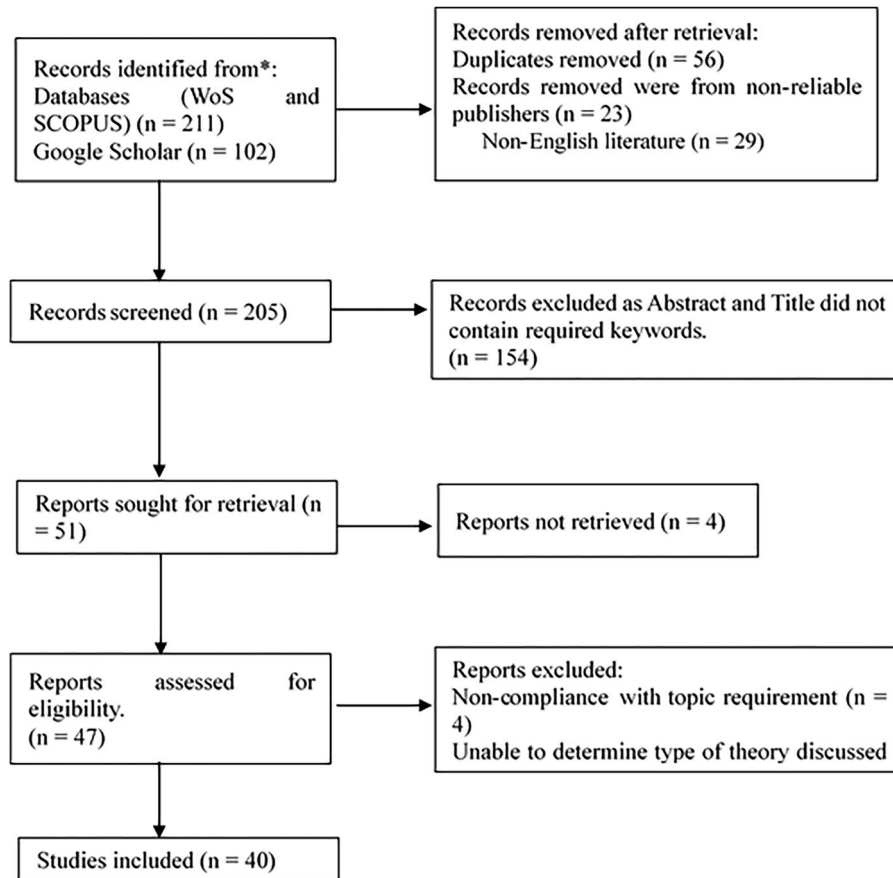 Records identified from*:
Databases (WoS and
SCOPUS) (n = 211)
Google Scholar (n = 102)
Records removed after retrieval:
Duplicates removed (n = 56)
Records removed were from non-reliable
publishers (n = 23)
Non-English literature (n = 29)
Records screened (n = 205)
Records excluded as Abstract and Title did not
contain required keywords.
(n = 154)
Reports sought for retrieval (n
= 51)
Reports not retrieved (n = 4)
Reports assessed for
eligibility.
(n = 47)
Reports excluded:
Non-compliance with topic requirement (n =
4)
Unable to determine type of theory discussed
Studies included (n = 40)